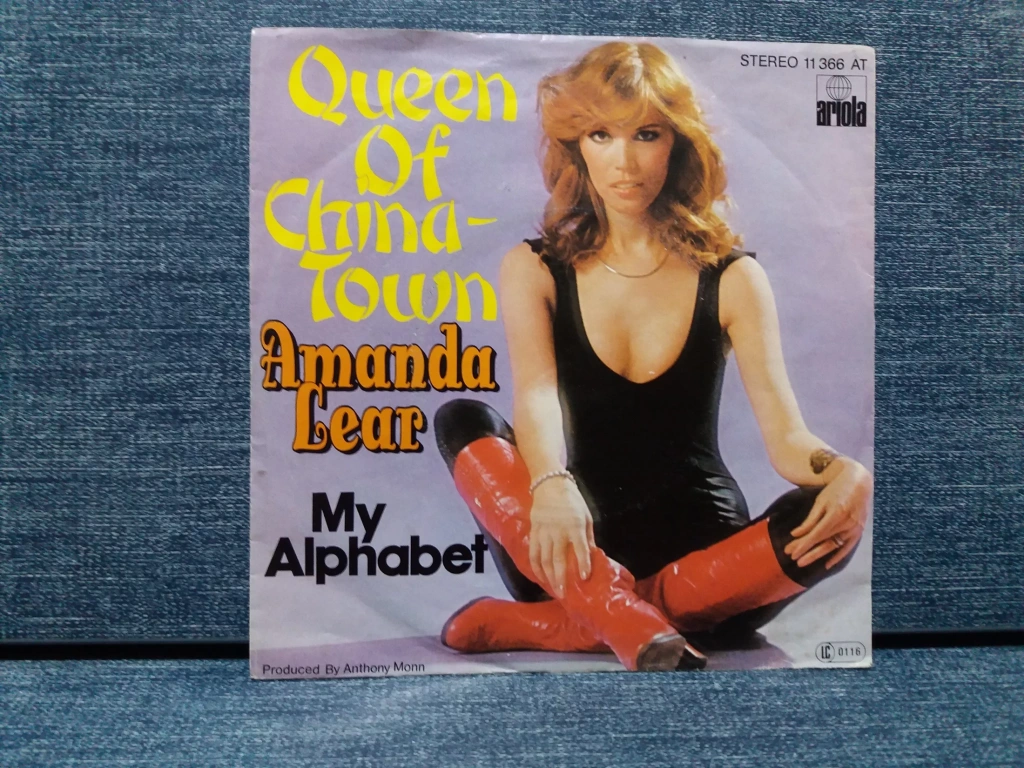 Queen
Of
China-
Town
Amanda
Lear
My
Alphabet
Produced By Anthony Monn
STEREO 11 366 AT
ariola
LC 0116